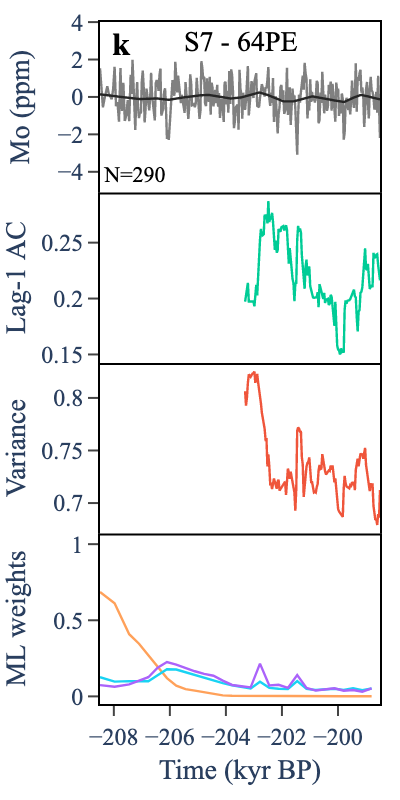 k S7 - 64PE
Mo (ppm)
4
2
0
−2
−4
N=290
Lag-1 AC
0.25
0.2
0.15
Variance
0.8
0.75
0.7
ML weights
1
0.5
0
−208 −206 −204 −202 −200
Time (kyr BP)